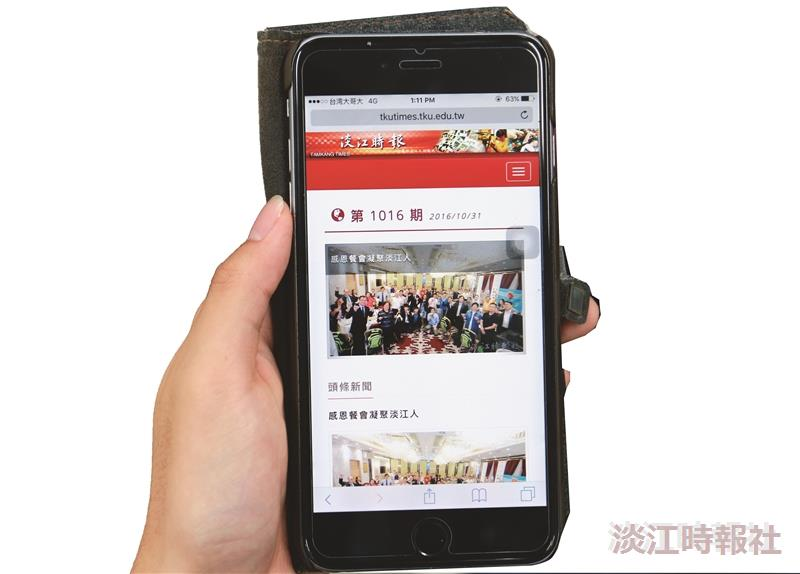 台湾大哥大 4G 1:11 PM 63%
tkutimes.tku.edu.tw
淡江時報
TAMKANG TIMES
第 1016 期 2016/10/31
感恩餐會凝聚淡江人
頭條新聞
感恩餐會凝聚淡江人
淡江時報社